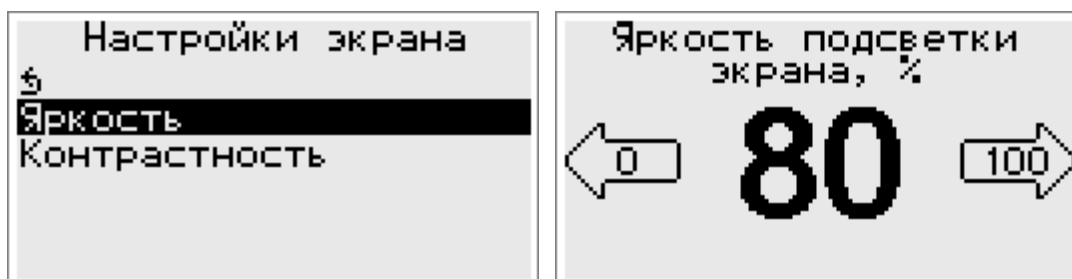 Настройки экрана
Яркость
Контрастность
Яркость подсветки
экрана, %
0
80
100